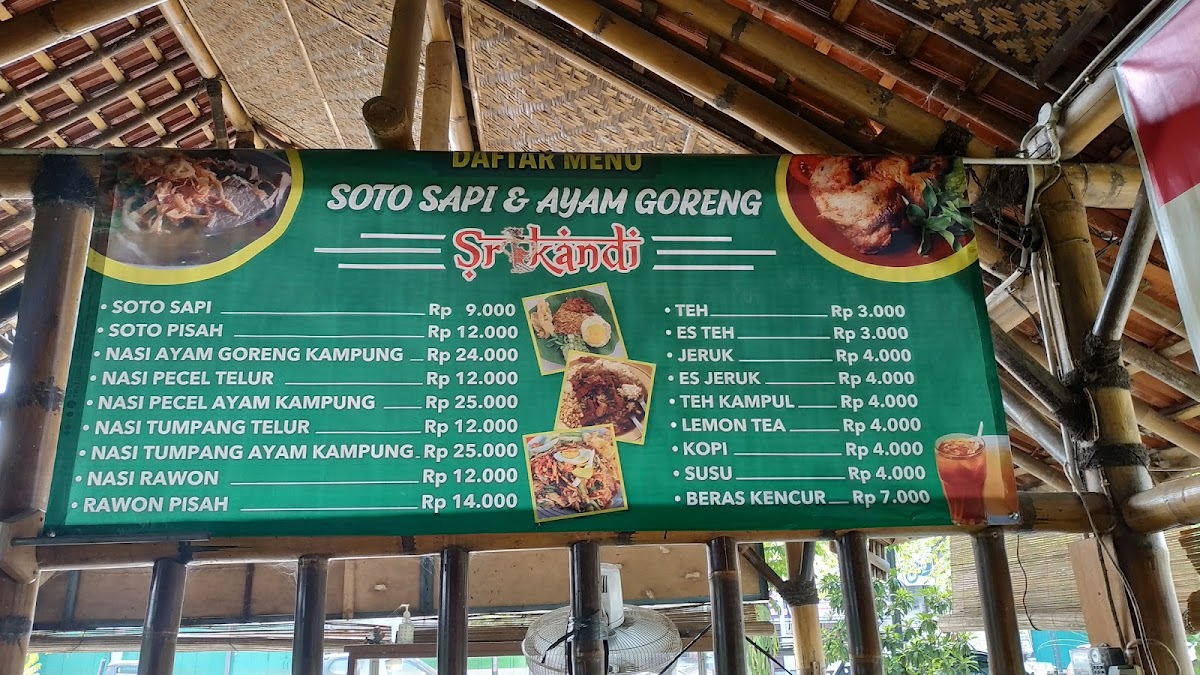 DAFTAR MENU
SOTO SAPI & AYAM GORENG
Srikandi
• SOTO SAPI Rp 9.000
• SOTO PISAH Rp 12.000
• NASI AYAM GORENG KAMPUNG Rp 24.000
• NASI PECEL TELUR Rp 12.000
• NASI PECEL AYAM KAMPUNG Rp 25.000
• NASI TUMPANG TELUR Rp 12.000
• NASI TUMPANG AYAM KAMPUNG Rp 25.000
• NASI RAWON Rp 12.000
• RAWON PISAH Rp 14.000
• TEH Rp 3.000
• ES TEH Rp 3.000
• JERUK Rp 4.000
• ES JERUK Rp 4.000
• TEH KAMPUL Rp 4.000
• LEMON TEA Rp 4.000
• KOPI Rp 4.000
• SUSU Rp 4.000
• BERAS KENCUR Rp 7.000